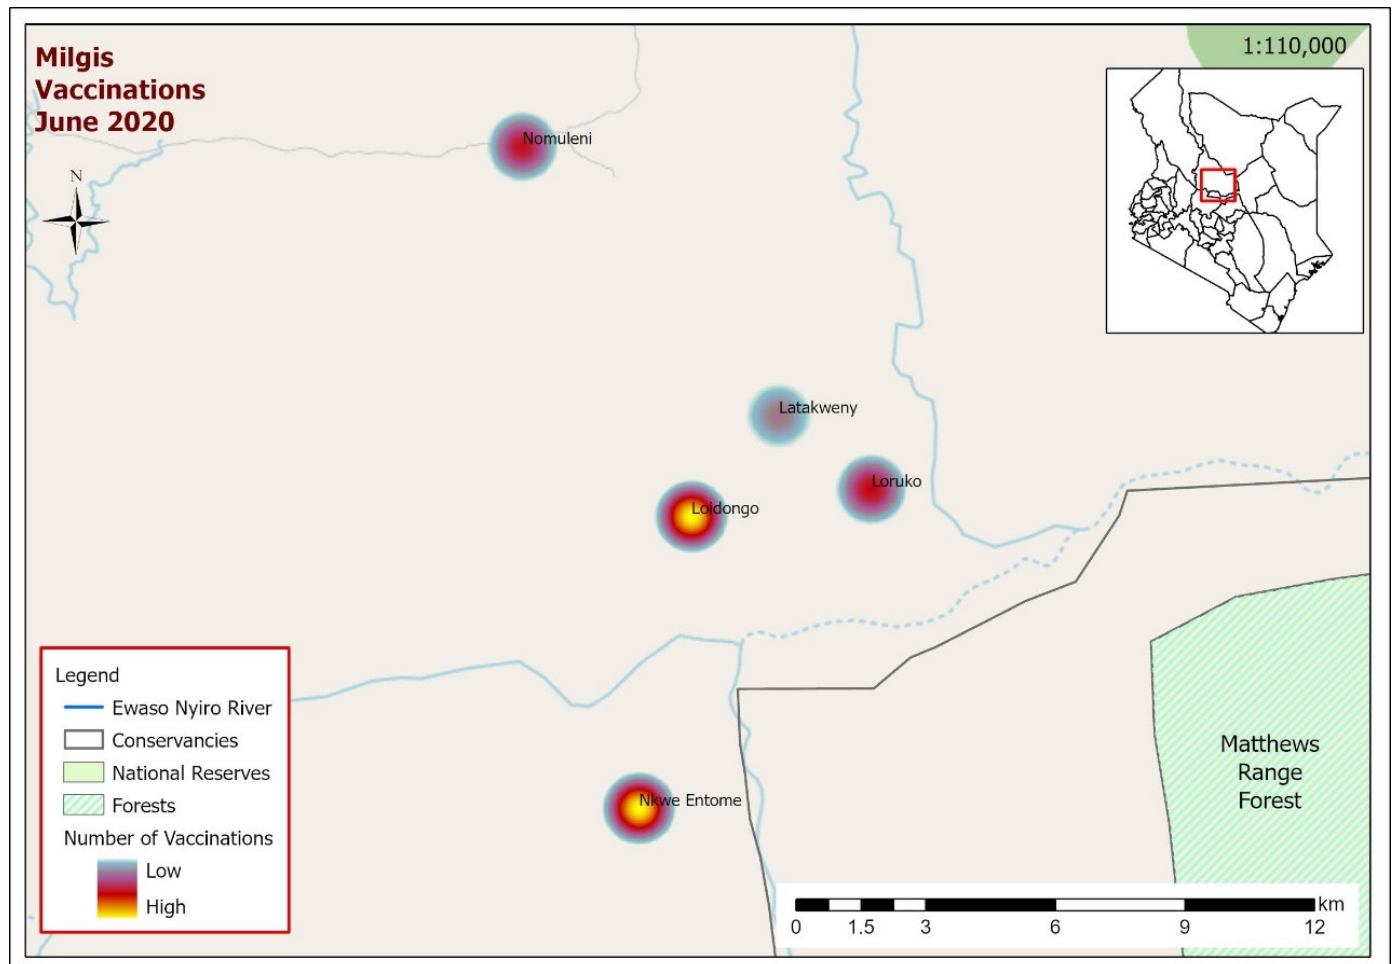 Milgis
Vaccinations
June 2020
1:110,000
N
Nomuleni
Latakweny
Loruko
Loidongo
Nkwe Entome
Matthews
Range
Forest
Legend
Ewaso Nyiro River
Conservancies
National Reserves
Forests
Number of Vaccinations
Low
High
km
0 1.5 3 6 9 12